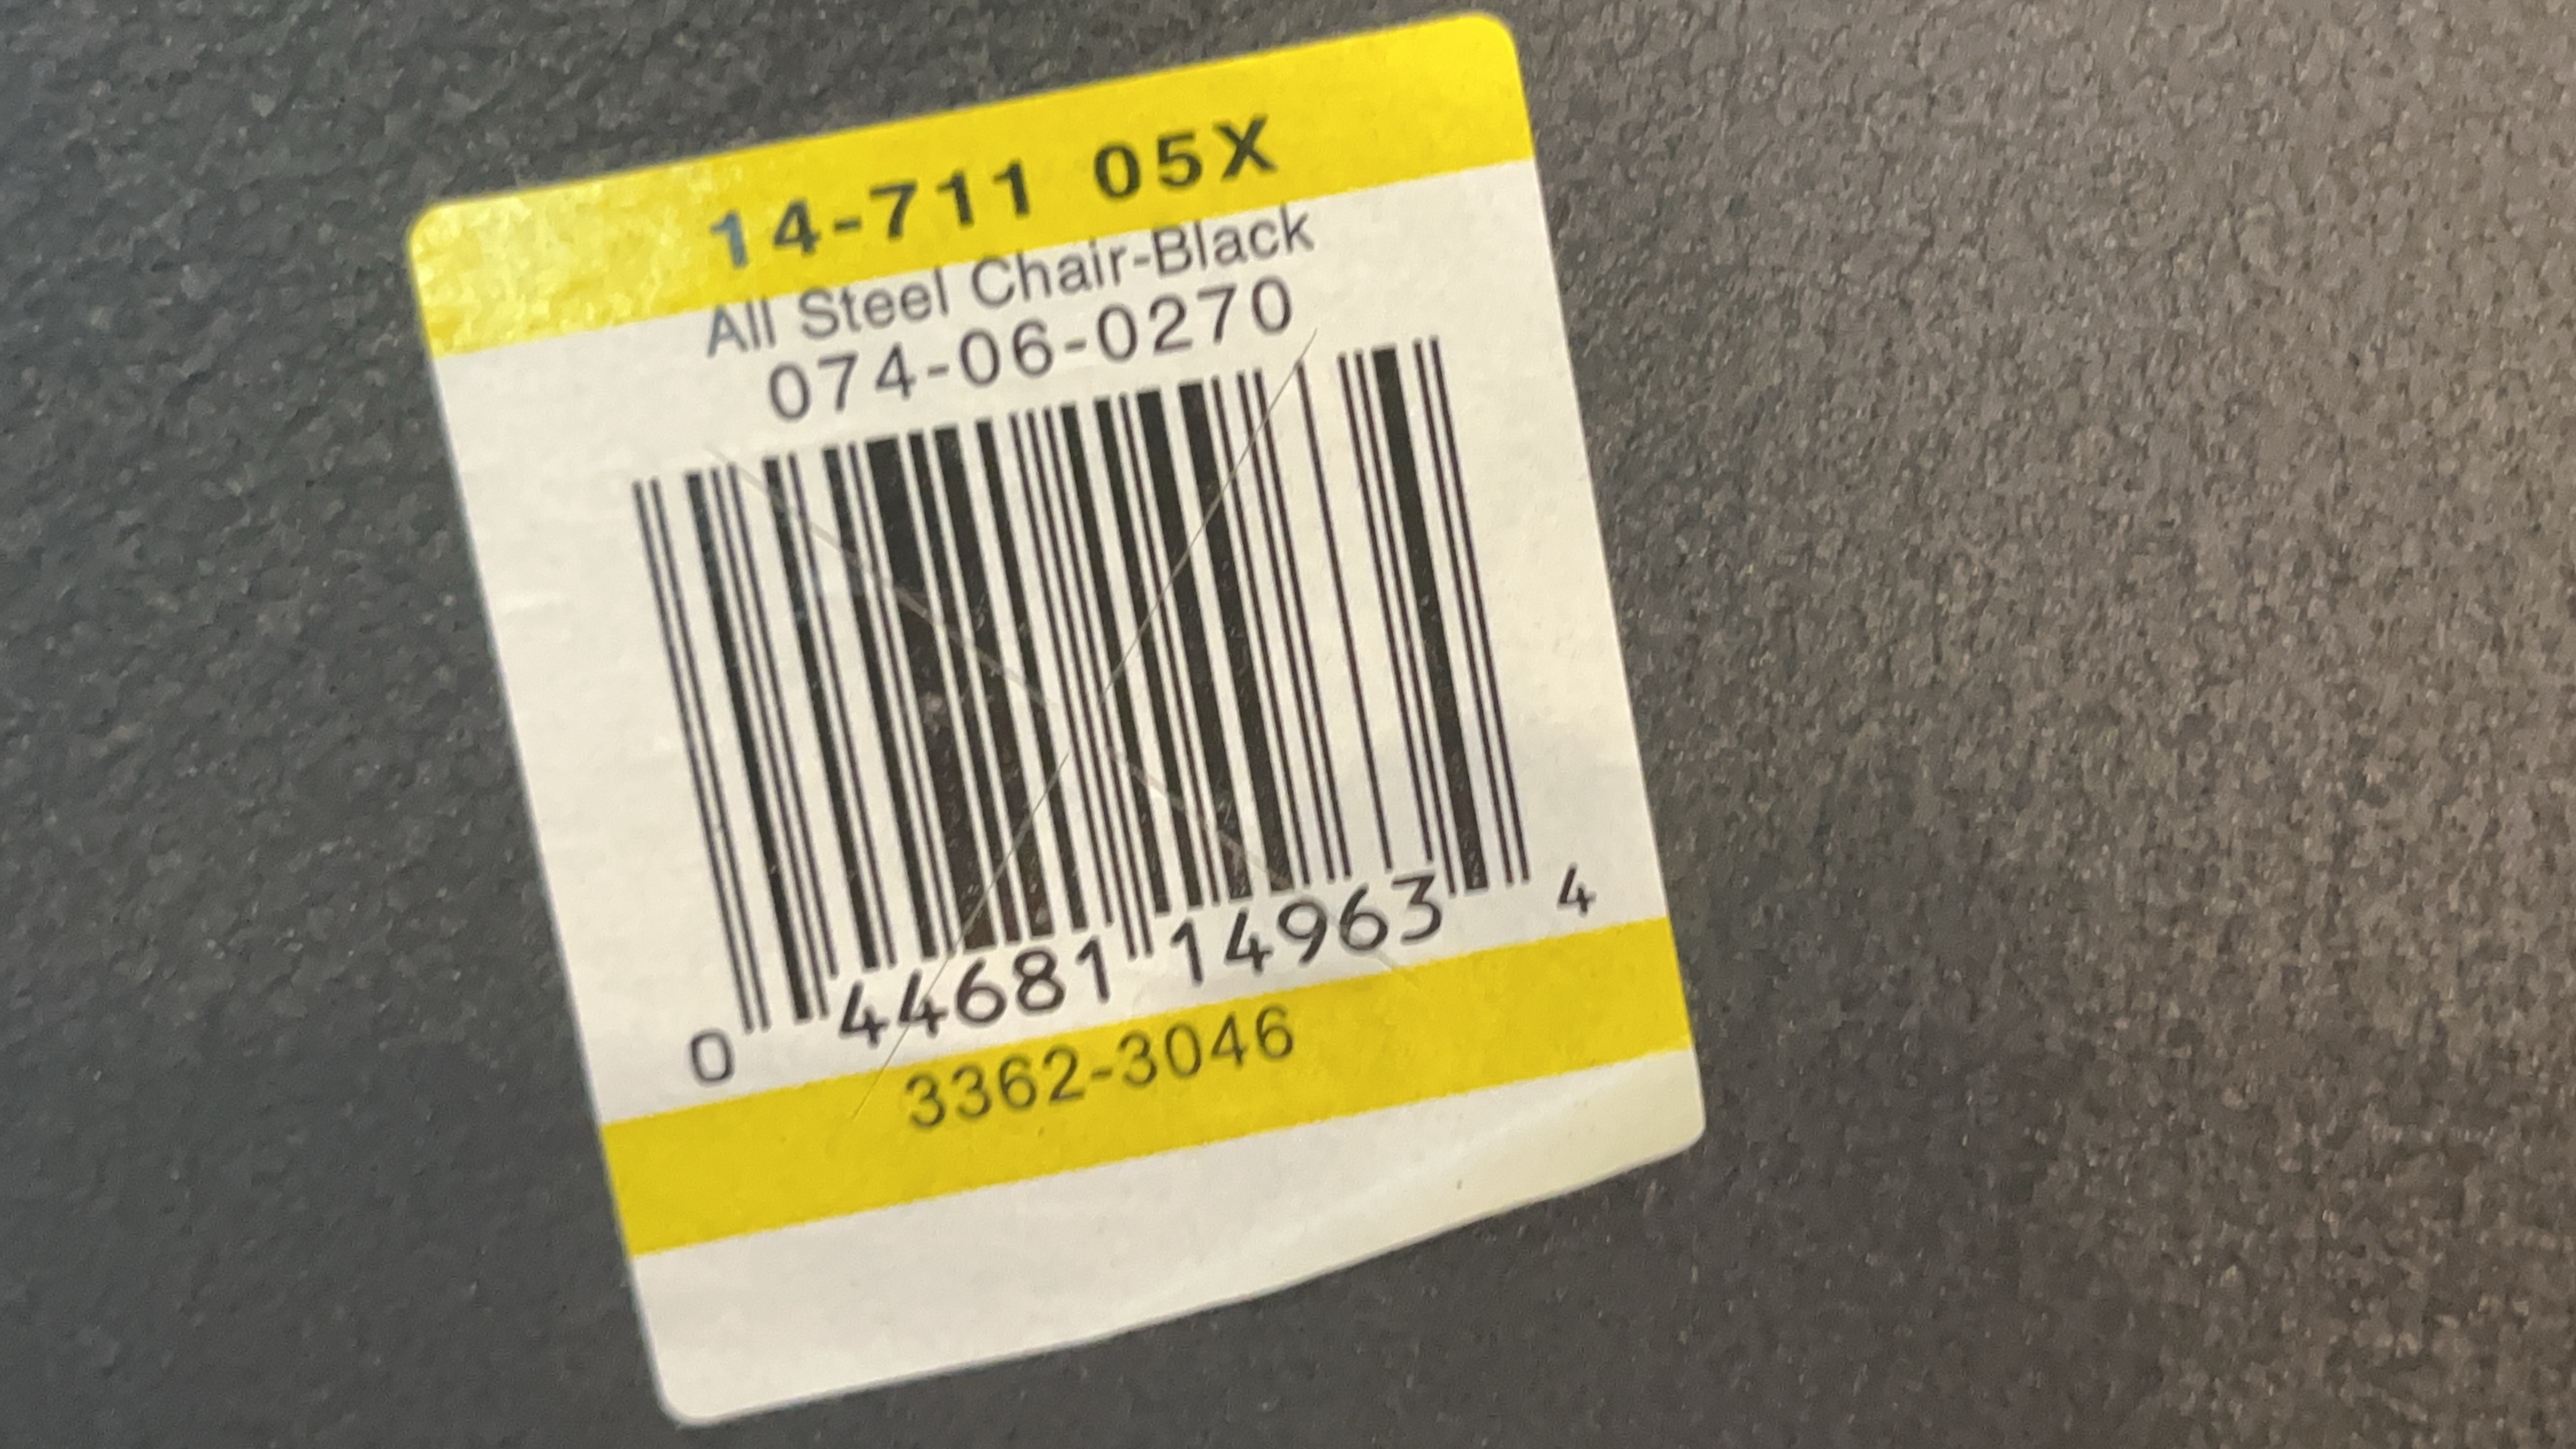 14-711 05X
All Steel Chair-Black
074-06-0270
0 44681 14963 4
3362-3046